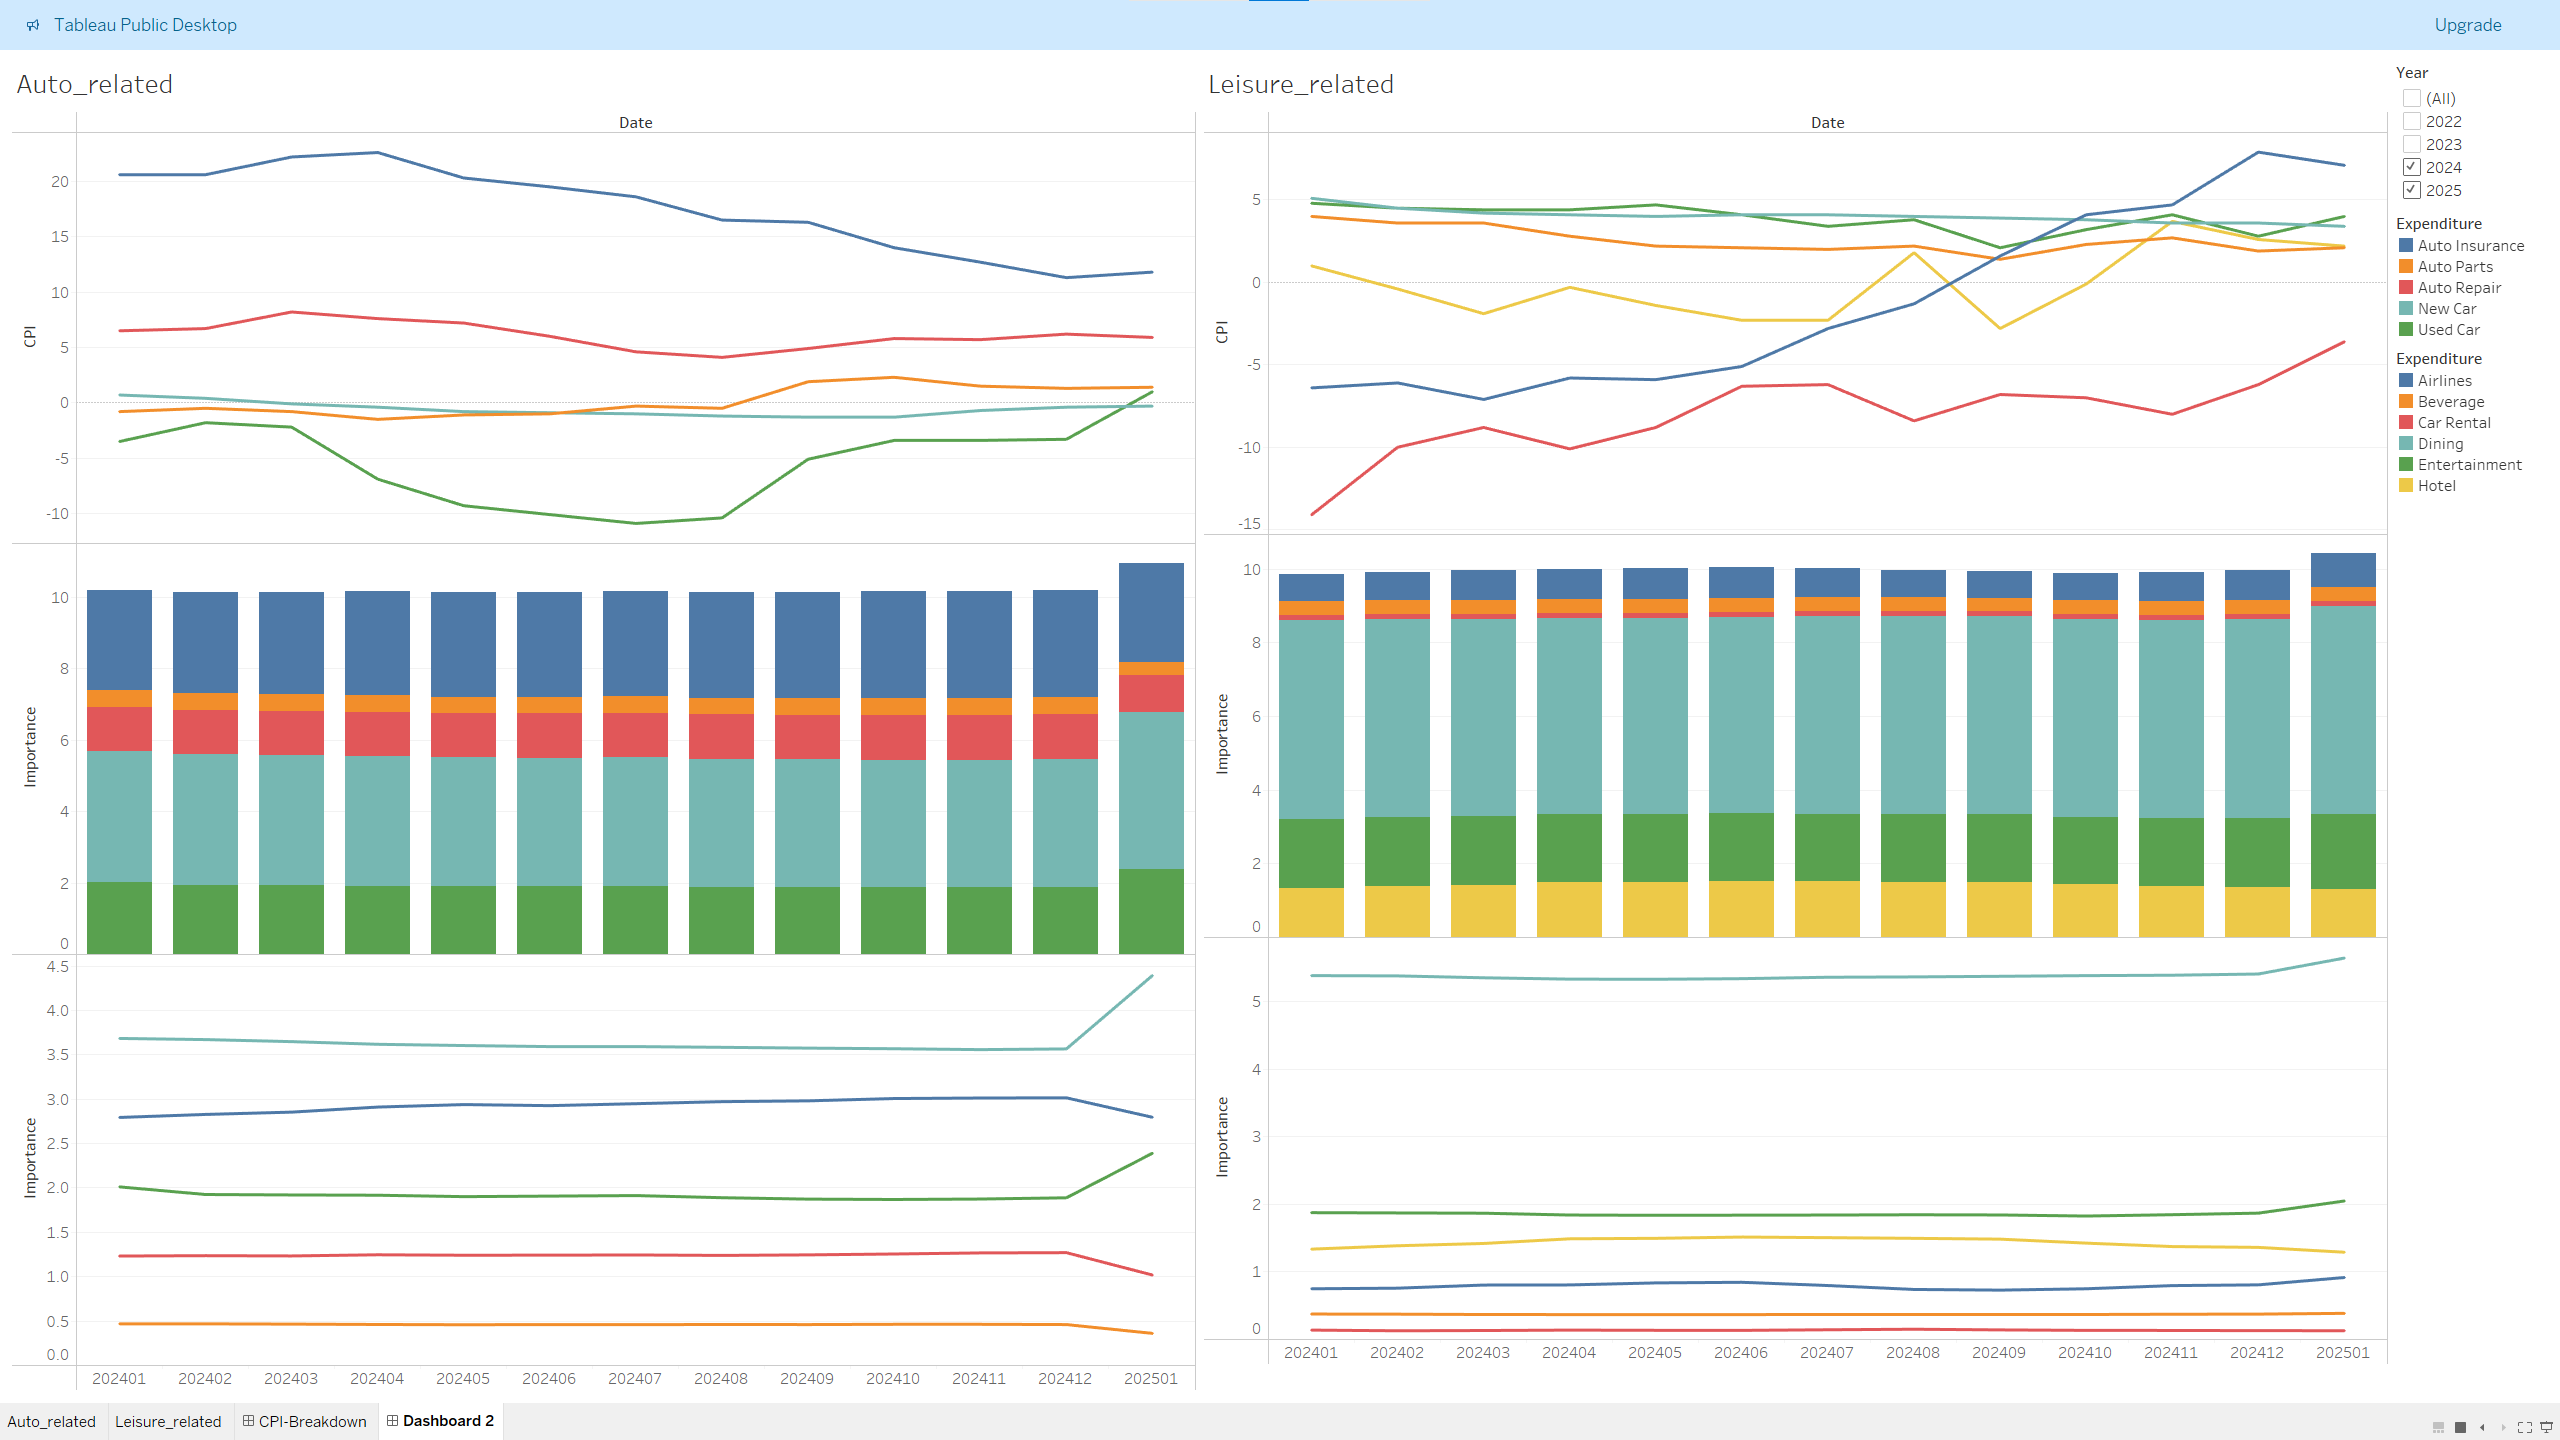 Tableau Public Desktop
Upgrade
Auto_related
Date
CPI
20
15
10
5
0
-5
-10
Importance
10
8
6
4
2
0
Importance
4.5
4.0
3.5
3.0
2.5
2.0
1.5
1.0
0.5
0.0
202401 202402 202403 202404 202405 202406 202407 202408 202409 202410 202411 202412 202501
Leisure_related
Date
CPI
5
0
-5
-10
-15
Importance
10
8
6
4
2
0
Importance
5
4
3
2
1
0
202401 202402 202403 202404 202405 202406 202407 202408 202409 202410 202411 202412 202501
Year
(All)
2022
2023
2024
2025
Expenditure
Auto Insurance
Auto Parts
Auto Repair
New Car
Used Car
Expenditure
Airlines
Beverage
Car Rental
Dining
Entertainment
Hotel
Auto_related Leisure_related CPI-Breakdown Dashboard 2